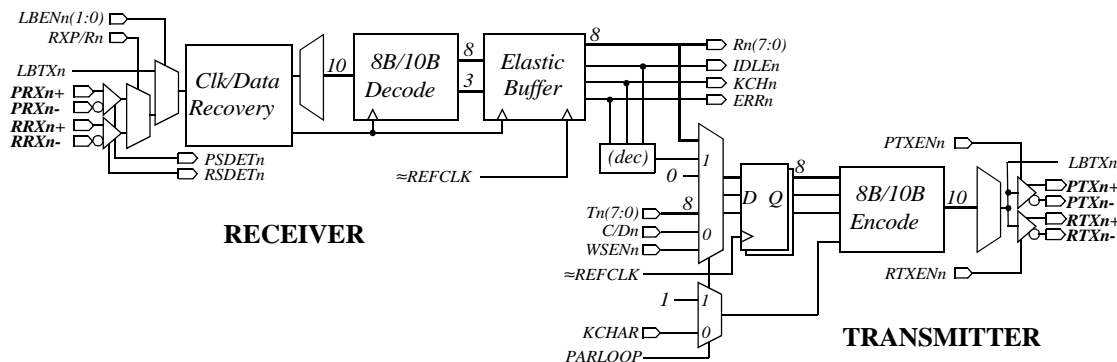 LBENn(1:0)
RXP/Rn
LBTXn
PRXn+
PRXn-
RRXn+
RRXn-
PSDETn
RSDETn
Clk/Data
Recovery
10
8B/10B
Decode
8
3
Elastic
Buffer
8
Rn(7:0)
IDLEn
KCHn
ERRn
(dec)
≈REFCLK
RECEIVER
1
0
8
Tn(7:0)
C/Dn
WSENn
0
≈REFCLK
D Q
8
8B/10B
Encode
10
PTXENn
LBTXn
PTXn+
PTXn-
RTXn+
RTXn-
RTXENn
1
1
KCHAR
0
PARLOOP
TRANSMITTER